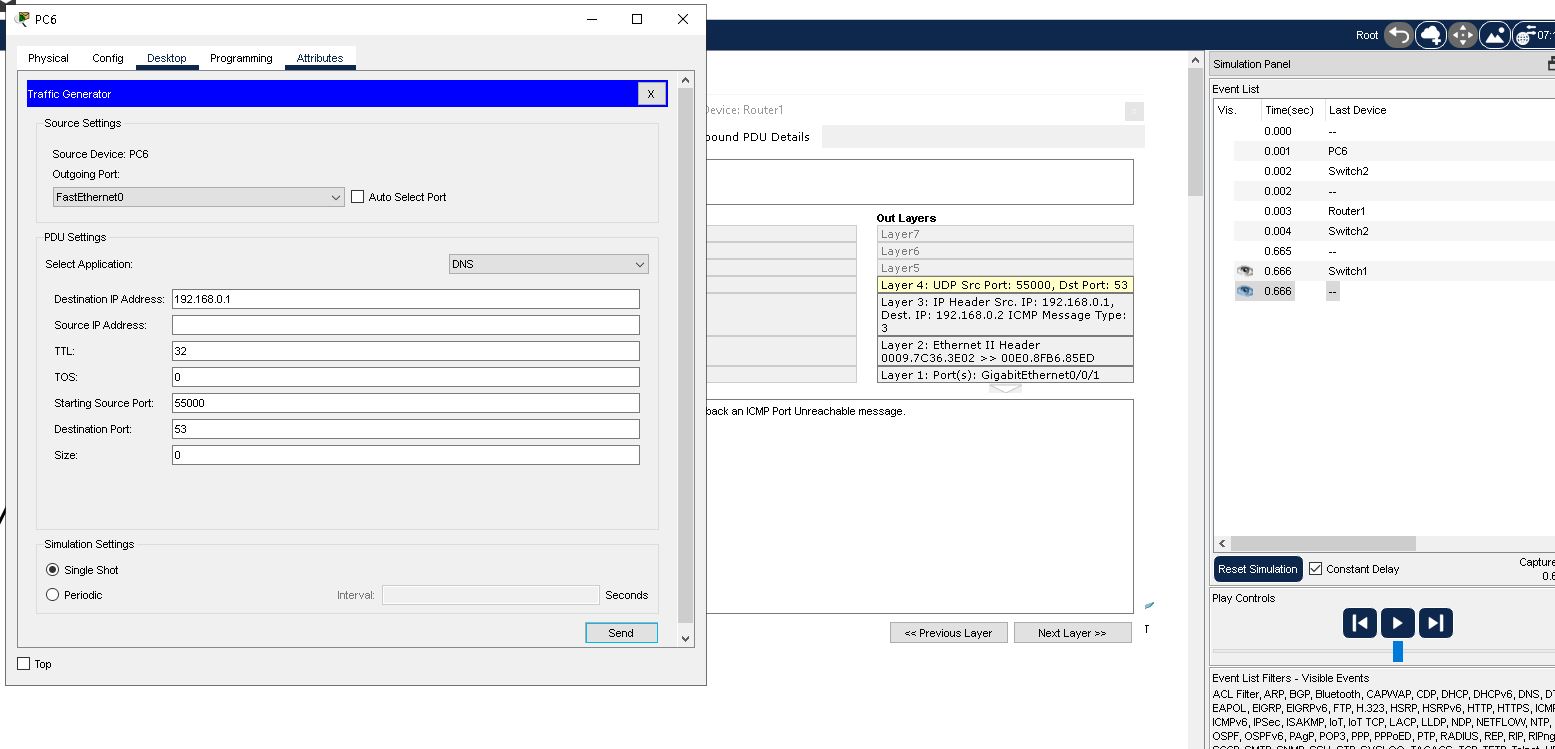 PC6
Physical Config Desktop Programming Attributes
Traffic Generator X
Source Settings
Source Device: PC6
Outgoing Port:
FastEthernet0 Auto Select Port
PDU Settings
Select Application: DNS
Destination IP Address: 192.168.0.1
Source IP Address:
TTL: 32
TOS: 0
Starting Source Port: 55000
Destination Port: 53
Size: 0
Simulation Settings
Single Shot
Periodic Interval: Seconds
Send
Top
Device: Router1
bound PDU Details
Out Layers
Layer7
Layer6
Layer5
Layer 4: UDP Src Port: 55000, Dst Port: 53
Layer 3: IP Header Src. IP: 192.168.0.1,
Dest. IP: 192.168.0.2 ICMP Message Type:
3
Layer 2: Ethernet II Header
0009.7C36.3E02 >> 00E0.8FB6.85ED
Layer 1: Port(s): GigabitEthernet0/0/1
back an ICMP Port Unreachable message.
<< Previous Layer Next Layer >>
T
Root 07:
Simulation Panel
Event List
Vis. Time(sec) Last Device
0.000 --
0.001 PC6
0.002 Switch2
0.002 --
0.003 Router1
0.004 Switch2
0.665 --
0.666 Switch1
0.666 --
Reset Simulation Constant Delay Capture
0.6
Play Controls
Event List Filters - Visible Events
ACL Filter, ARP, BGP, Bluetooth, CAPWAP, CDP, DHCP, DHCPv6, DNS, DT
EAPOL, EIGRP, EIGRPv6, FTP, H.323, HSRP, HSRPv6, HTTP, HTTPS, ICM
ICMPv6, IPSec, ISAKMP, IoT, IoT TCP, LACP, LLDP, NDP, NETFLOW, NTP,
OSPF, OSPFv6, PAgP, POP3, PPP, PPPoED, PTP, RADIUS, REP, RIP, RIPng